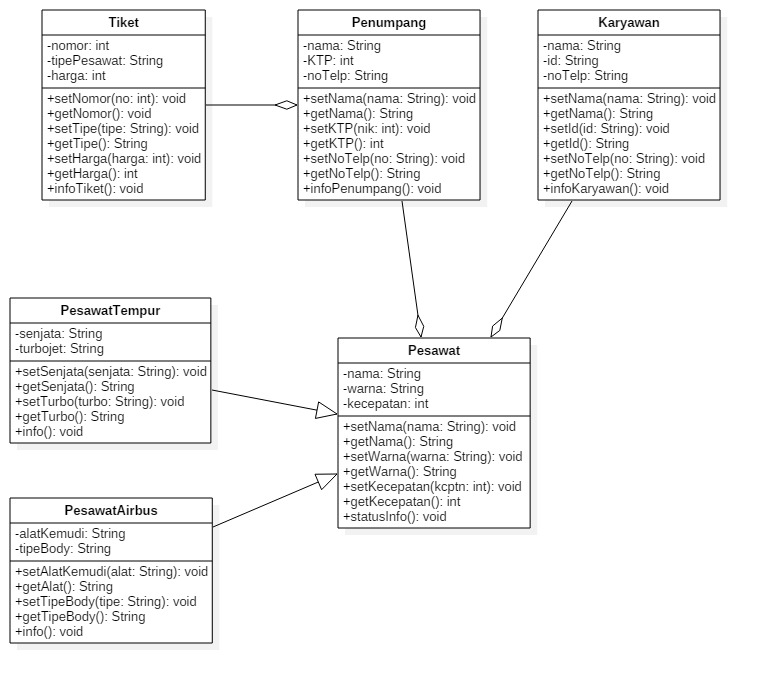 Tiket
-nomor: int
-tipePesawat: String
-harga: int
+setNomor(no: int): void
+getNomor(): void
+setTipe(tipe: String): void
+getTipe(): String
+setHarga(harga: int): void
+getHarga(): int
+infoTiket(): void
Penumpang
-nama: String
-KTP: int
-noTelp: String
+setNama(nama: String): void
+getNama(): String
+setKTP(nik: int): void
+getKTP(): int
+setNoTelp(no: String): void
+getNoTelp(): String
+infoPenumpang(): void
Karyawan
-nama: String
-id: String
-noTelp: String
+setNama(nama: String): void
+getNama(): String
+setId(id: String): void
+getId(): String
+setNoTelp(no: String): void
+getNoTelp(): String
+infoKaryawan(): void
PesawatTempur
-senjata: String
-turbojet: String
+setSenjata(senjata: String): void
+getSenjata(): String
+setTurbo(turbo: String): void
+getTurbo(): String
+info(): void
Pesawat
-nama: String
-warna: String
-kecepatan: int
+setNama(nama: String): void
+getNama(): String
+setWarna(warna: String): void
+getWarna(): String
+setKecepatan(kcptn: int): void
+getKecepatan(): int
+statusInfo(): void
PesawatAirbus
-alatKemudi: String
-tipeBody: String
+setAlatKemudi(alat: String): void
+getAlat(): String
+setTipeBody(tipe: String): void
+getTipeBody(): String
+info(): void